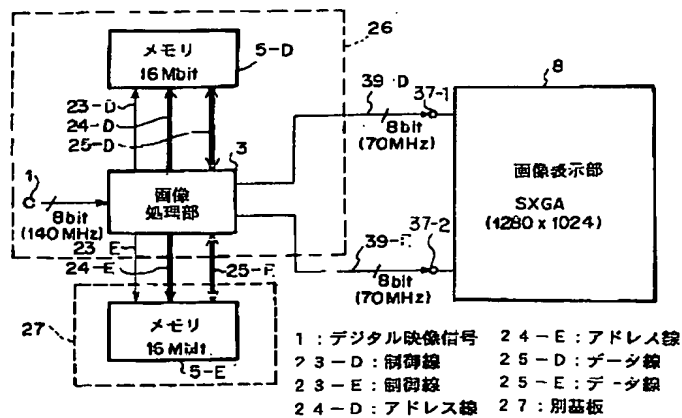 26
メモリ
16Mbit
5-D
23-D
24-D
25-D
3
1
8bit
(140MHz)
画像
処理部
39-D
8bit
(70MHz)
37-1
8
画像表示部
SXGA
(1280x1024)
39-E
8bit
(70MHz)
37-2
23 E
24-E
25-E
27
メモリ
16Mbit
5-E
1：デジタル映像信号
23-D：制御線
23-E：制御線
24-D：アドレス線
24-E：アドレス線
25-D：データ線
25-E：データ線
27：別基板